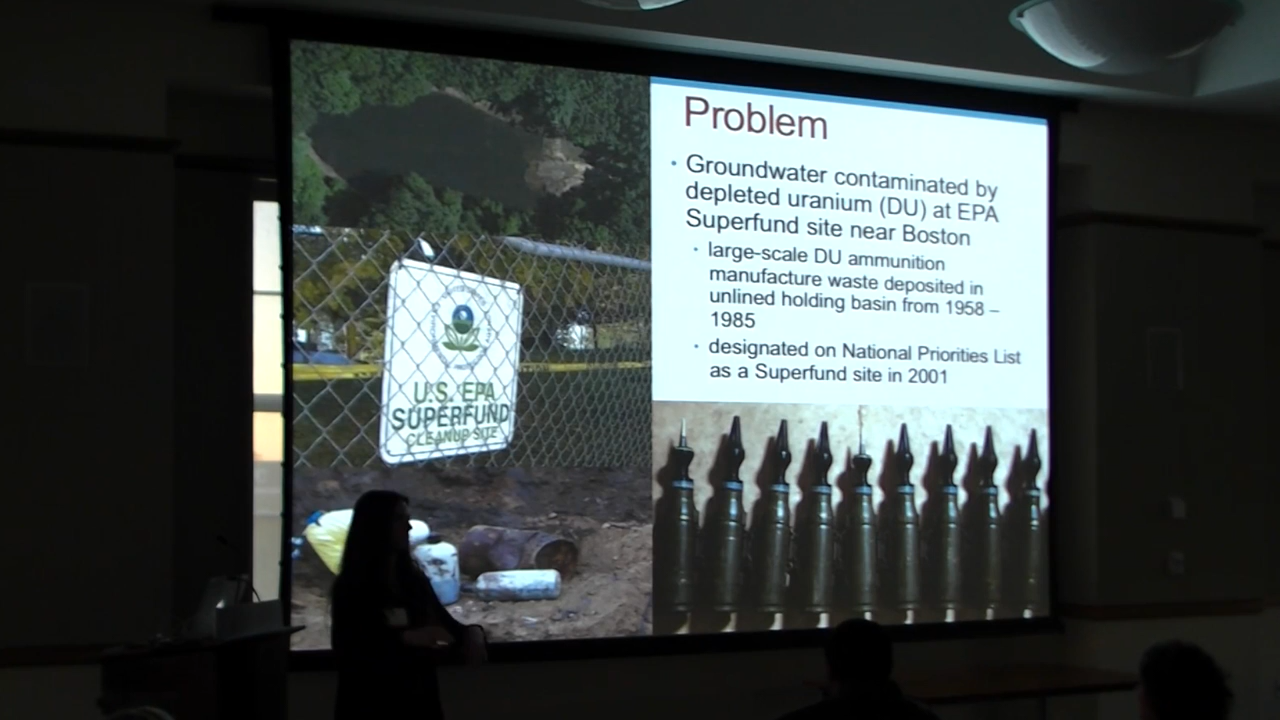 U.S. EPA
SUPERFUND
CLEANUP SITE
Problem
• Groundwater contaminated by
depleted uranium (DU) at EPA
Superfund site near Boston
• large-scale DU ammunition
manufacture waste deposited in
unlined holding basin from 1958 –
1985
• designated on National Priorities List
as a Superfund site in 2001